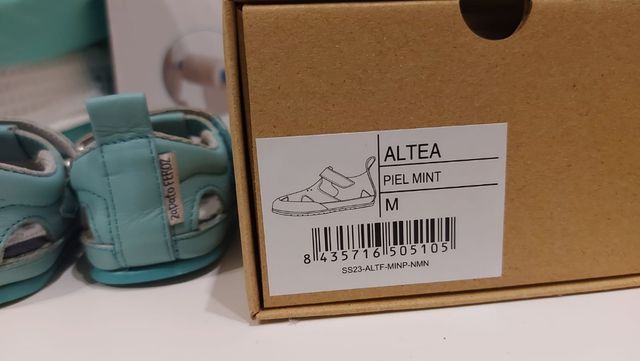 zapato FEROZ
ALTEA
PIEL MINT
M
8 435716 505105
SS23-ALTF-MINP-NMN